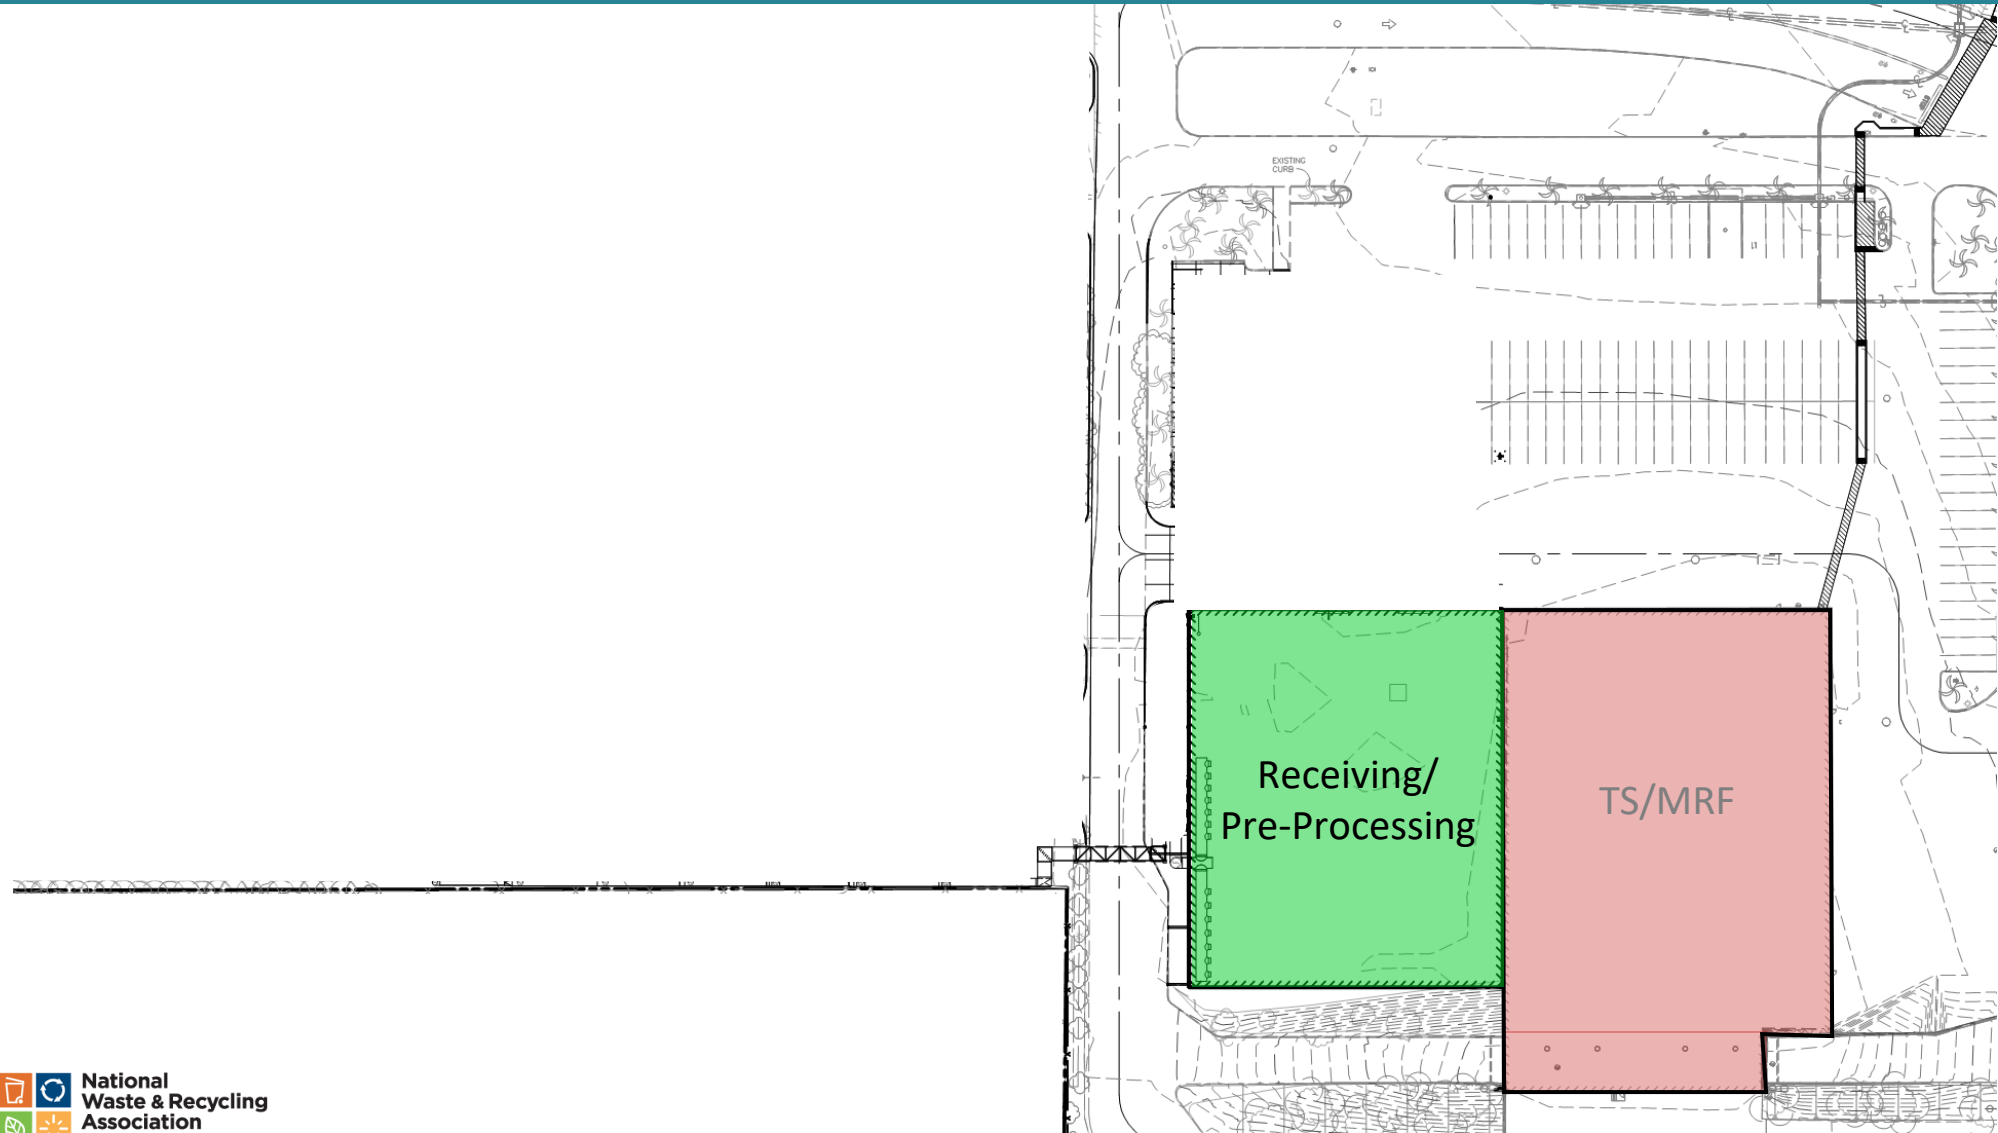 EXISTING
CURB
Receiving/
Pre-Processing
TS/MRF
National
Waste & Recycling
Association